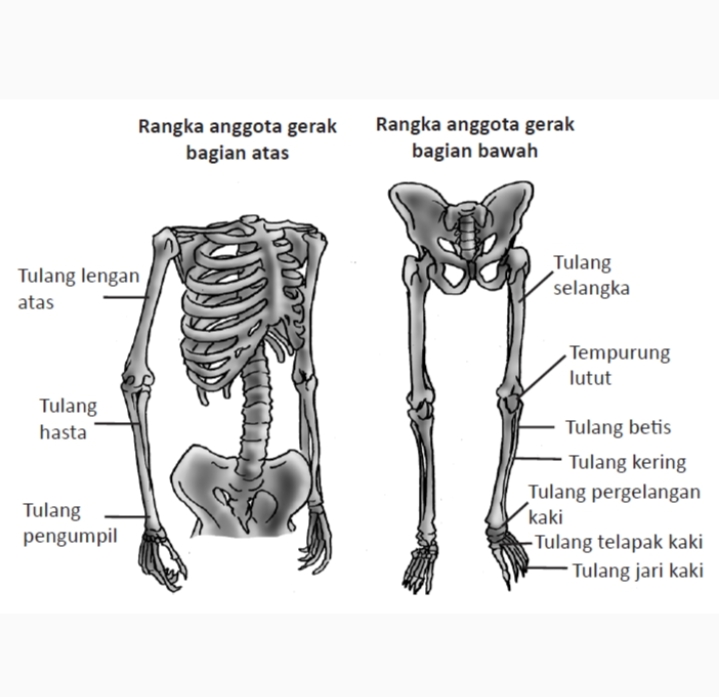 Rangka anggota gerak
bagian atas
Rangka anggota gerak
bagian bawah
Tulang lengan
atas
Tulang
hasta
Tulang
pengumpil
Tulang
selangka
Tempurung
lutut
Tulang betis
Tulang kering
Tulang pergelangan
kaki
Tulang telapak kaki
Tulang jari kaki